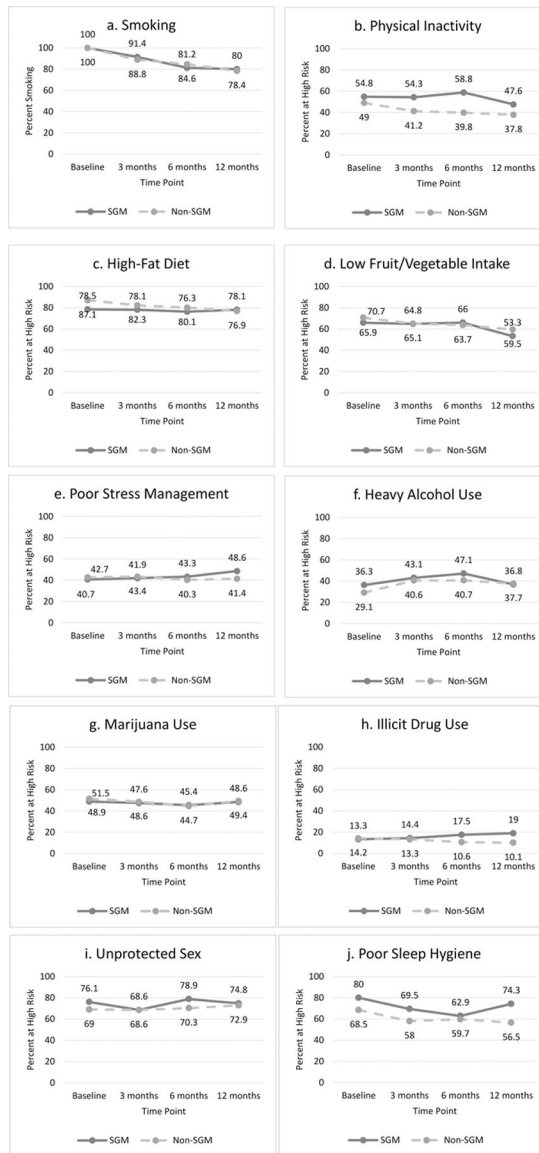 a. Smoking
100 91.4 81.2 80
100 88.8 84.6 78.4
Percent Smoking
100
80
60
40
20
0
Baseline 3 months 6 months 12 months
Time Point
SGM Non-SGM
b. Physical Inactivity
54.8 54.3 58.8 47.6
49 41.2 39.8 37.8
Percent at High Risk
100
80
60
40
20
0
Baseline 3 months 6 months 12 months
Time Point
SGM Non-SGM
c. High-Fat Diet
78.5 78.1 76.3 78.1
87.1 82.3 80.1 76.9
Percent at High Risk
100
80
60
40
20
0
Baseline 3 months 6 months 12 months
Time Point
SGM Non-SGM
d. Low Fruit/Vegetable Intake
70.7 64.8 66 53.3
65.9 65.1 63.7 59.5
Percent at High Risk
100
80
60
40
20
0
Baseline 3 months 6 months 12 months
Time Point
SGM Non-SGM
e. Poor Stress Management
42.7 41.9 43.3 48.6
40.7 43.4 40.3 41.4
Percent at High Risk
100
80
60
40
20
0
Baseline 3 months 6 months 12 months
Time Point
SGM Non-SGM
f. Heavy Alcohol Use
36.3 43.1 47.1 36.8
29.1 40.6 40.7 37.7
Percent at High Risk
100
80
60
40
20
0
Baseline 3 months 6 months 12 months
Time Point
SGM Non-SGM
g. Marijuana Use
51.5 47.6 45.4 48.6
48.9 48.6 44.7 49.4
Percent at High Risk
100
80
60
40
20
0
Baseline 3 months 6 months 12 months
Time Point
SGM Non-SGM
h. Illicit Drug Use
13.3 14.4 17.5 19
14.2 13.3 10.6 10.1
Percent at High Risk
100
80
60
40
20
0
Baseline 3 months 6 months 12 months
Time Point
SGM Non-SGM
i. Unprotected Sex
76.1 68.6 78.9 74.8
69 68.6 70.3 72.9
Percent at High Risk
100
80
60
40
20
0
Baseline 3 months 6 months 12 months
Time Point
SGM Non-SGM
j. Poor Sleep Hygiene
80 69.5 62.9 74.3
68.5 58 59.7 56.5
Percent at High Risk
100
80
60
40
20
0
Baseline 3 months 6 months 12 months
Time Point
SGM Non-SGM